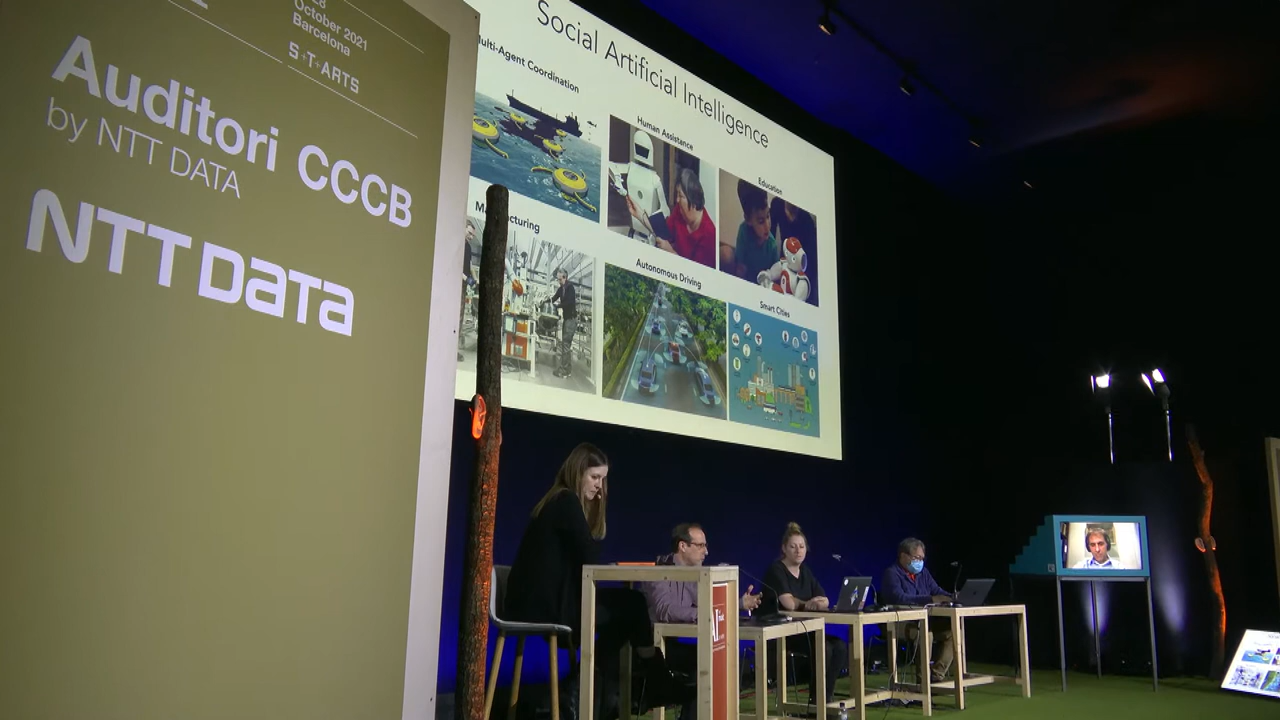 October 2021
Barcelona
S+T+ARTS
Auditori CCCB
by NTT DATA
NTT DATA
Social Artificial Intelligence
Multi-Agent Coordination
Human Assistance
Education
Autonomous Driving
Smart Cities
AI